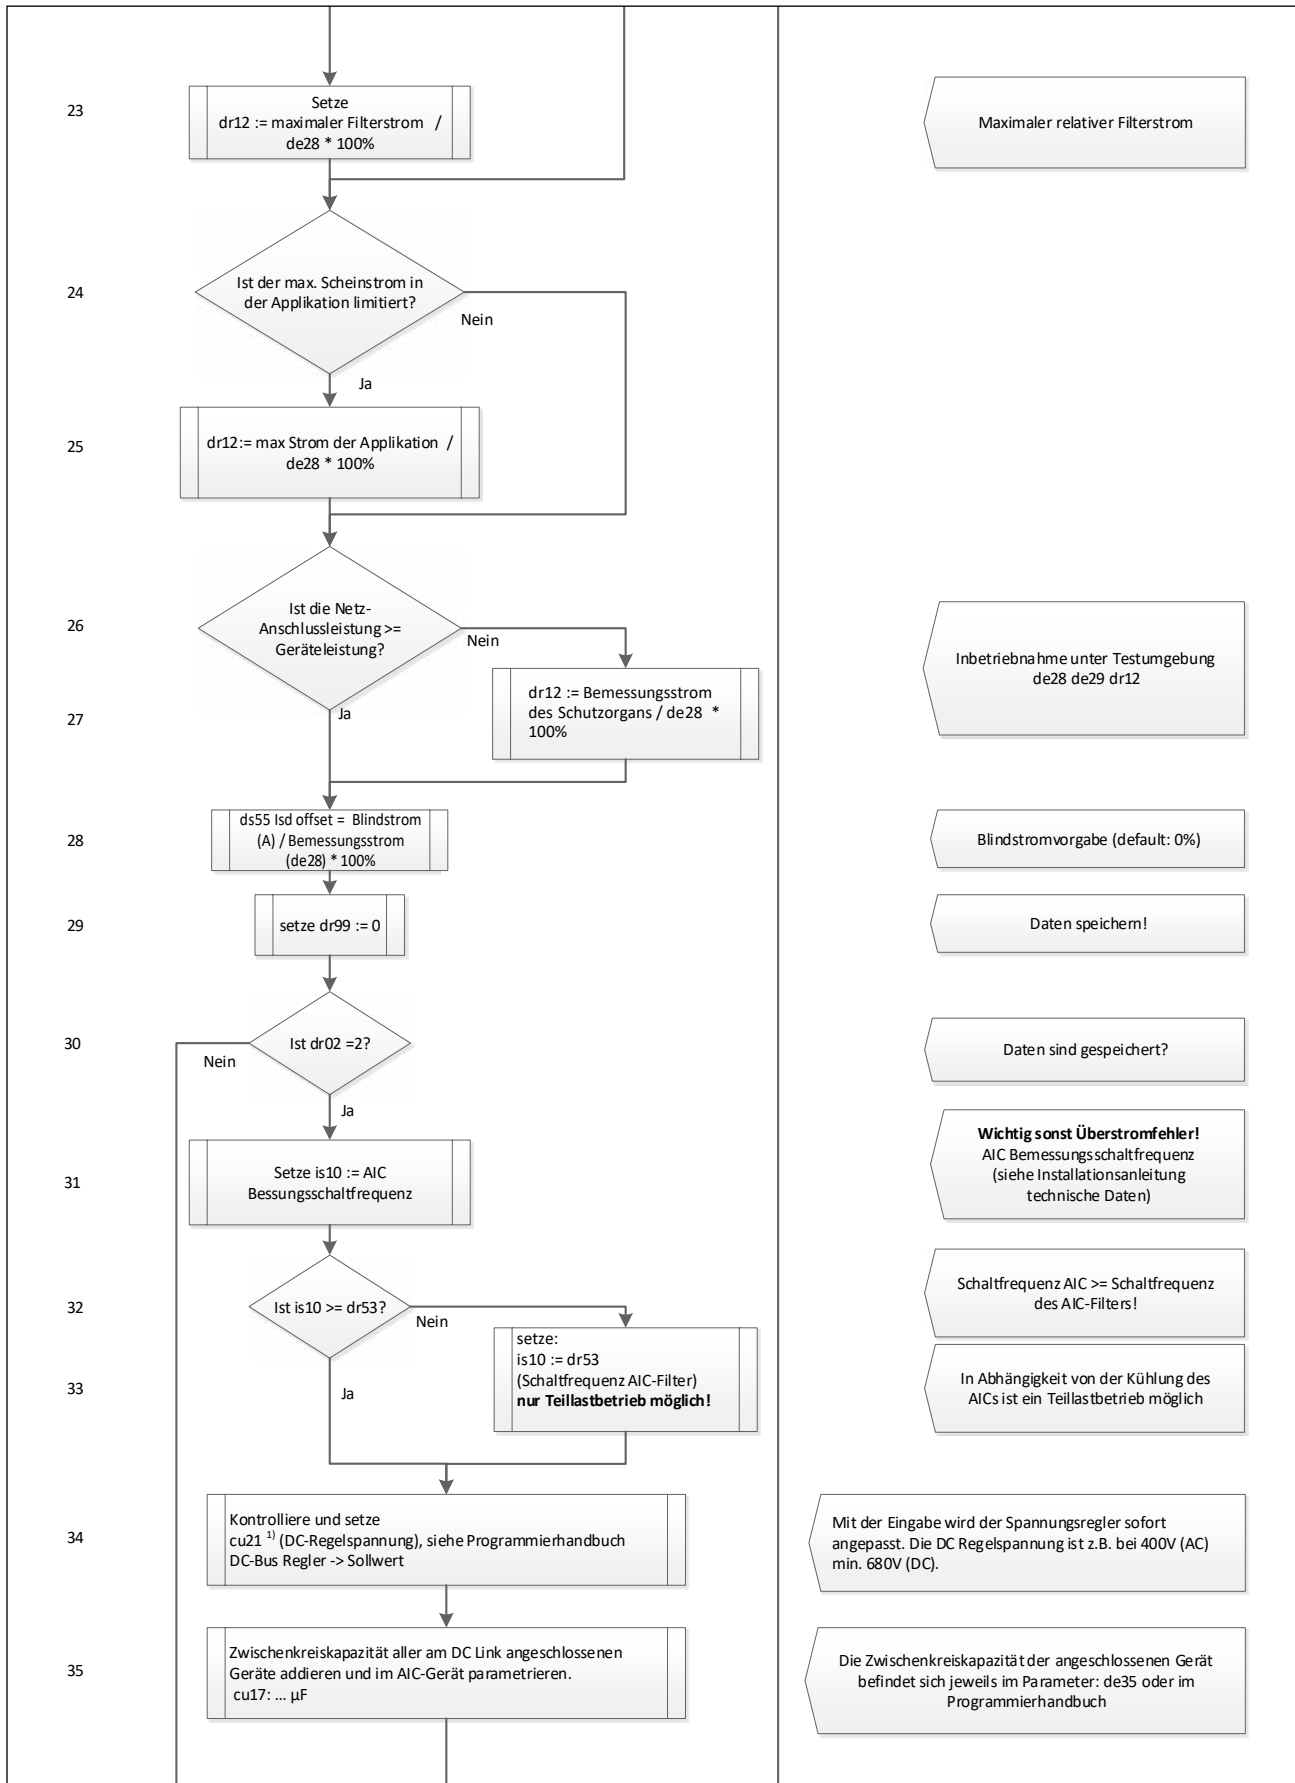 23
Setze
dr12 := maximaler Filterstrom /
de28 * 100%
Maximaler relativer Filterstrom
24
Ist der max. Scheinstrom in
der Applikation limitiert?
Nein
Ja
25
dr12:= max Strom der Applikation /
de28 * 100%
26
Ist die Netz-
Anschlussleistung >=
Geräteleistung?
Nein
Ja
Inbetriebnahme unter Testumgebung
de28 de29 dr12
27
dr12 := Bemessungsstrom
des Schutzorgans / de28 *
100%
28
ds55 Isd offset = Blindstrom
(A) / Bemessungsstrom
(de28) * 100%
Blindstromvorgabe (default: 0%)
29
setze dr99 := 0
Daten speichern!
30
Ist dr02 =2?
Nein
Ja
Daten sind gespeichert?
31
Setze is10 := AIC
Bessungsschaltfrequenz
Wichtig sonst Überstromfehler!
AIC Bemessungsschaltfrequenz
(siehe Installationsanleitung
technische Daten)
32
Ist is10 >= dr53?
Nein
Ja
Schaltfrequenz AIC >= Schaltfrequenz
des AIC-Filters!
33
setze:
is10 := dr53
(Schaltfrequenz AIC-Filter)
nur Teillastbetrieb möglich!
In Abhängigkeit von der Kühlung des
AICs ist ein Teillastbetrieb möglich
34
Kontrolliere und setze
cu21 1) (DC-Regelspannung), siehe Programmierhandbuch
DC-Bus Regler -> Sollwert
Mit der Eingabe wird der Spannungsregler sofort
angepasst. Die DC Regelspannung ist z.B. bei 400V (AC)
min. 680V (DC).
35
Zwischenkreiskapazität aller am DC Link angeschlossenen
Geräte addieren und im AIC-Gerät parametrieren.
cu17: ... µF
Die Zwischenkreiskapazität der angeschlossenen Gerät
befindet sich jeweils im Parameter: de35 oder im
Programmierhandbuch